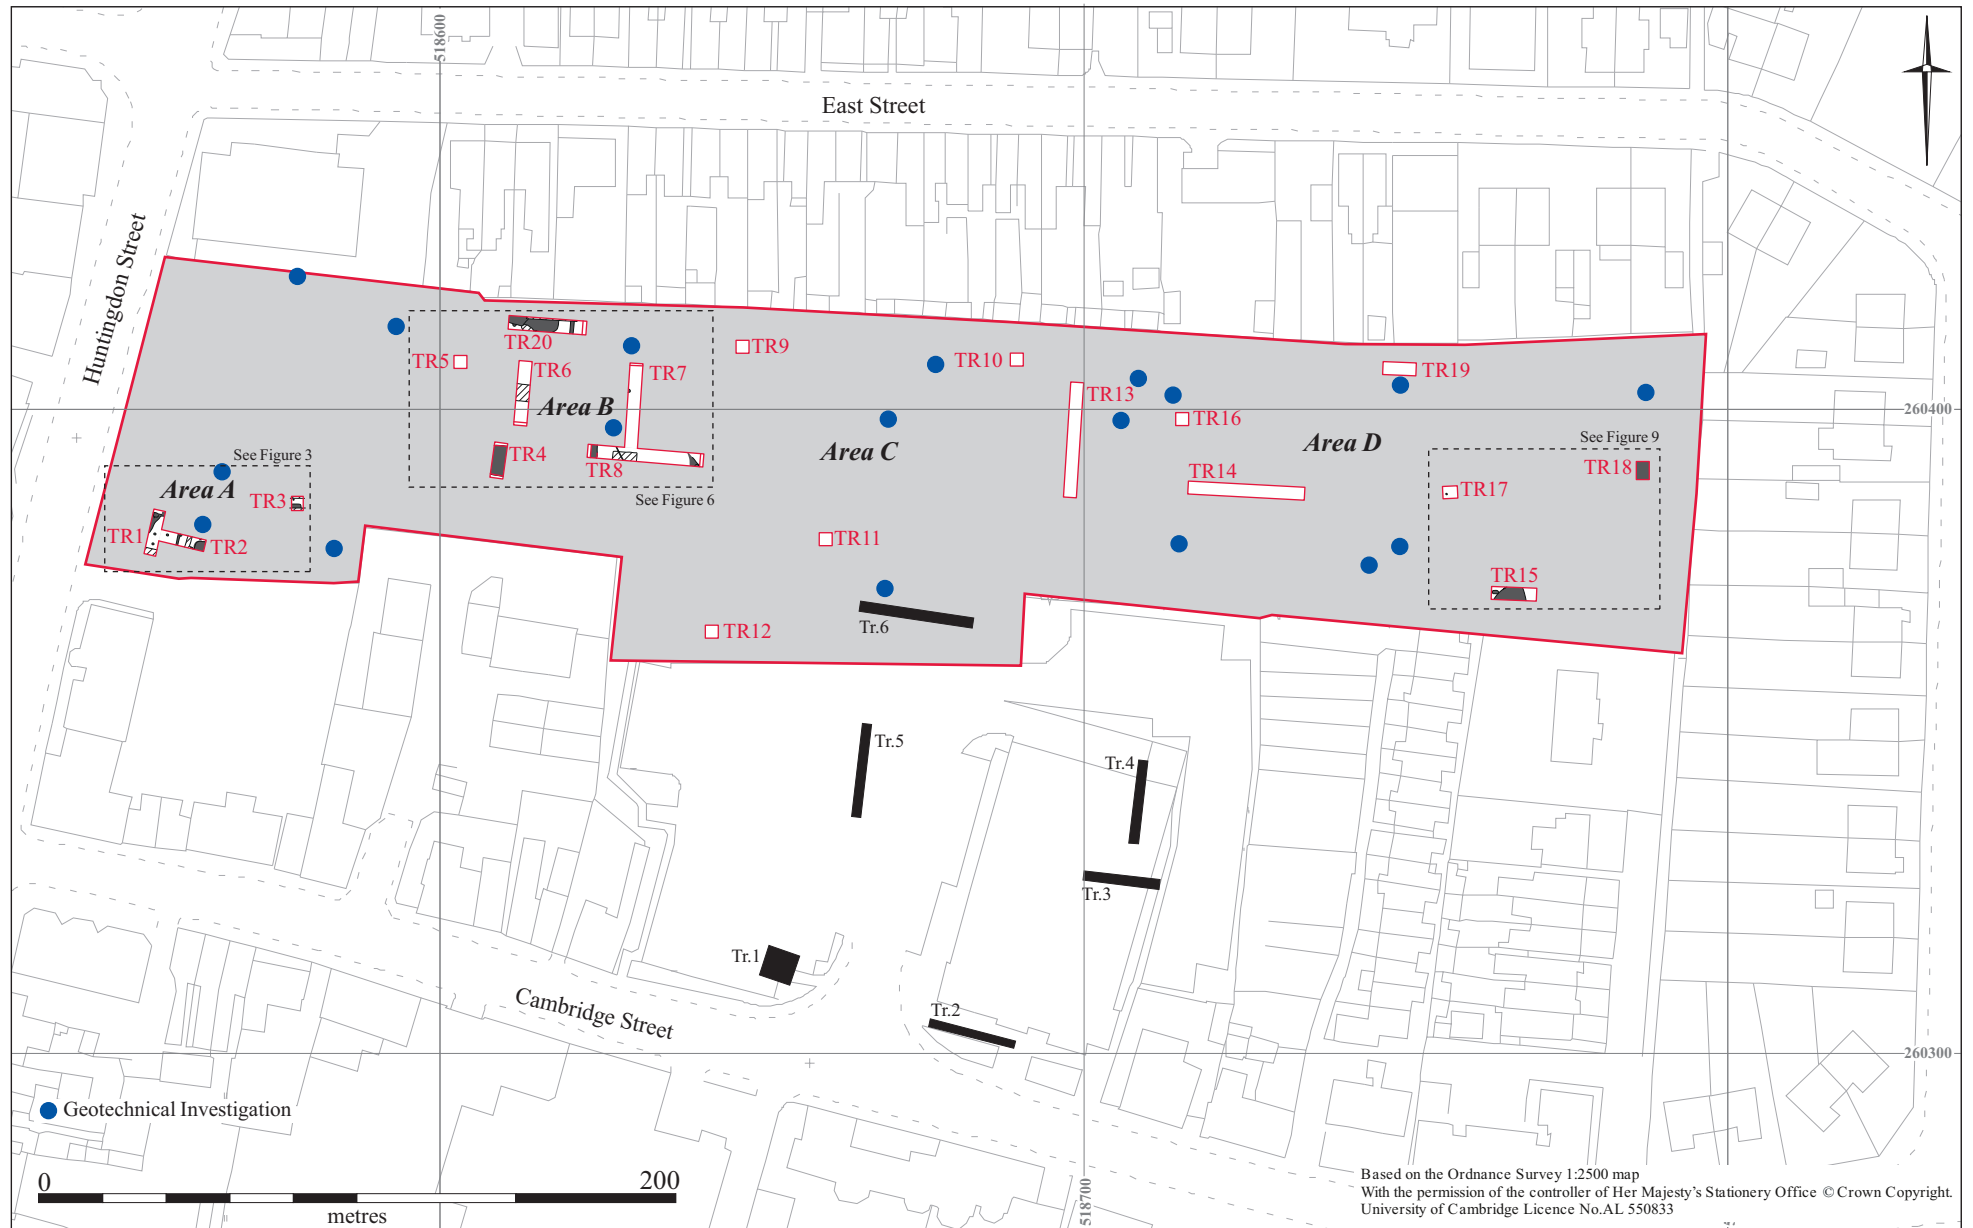 518600
East Street
Huntingdon Street
TR20
TR5
TR6
TR7
TR9
TR10
TR19
TR13
Area B
260400
TR16
Area C
Area D
See Figure 3
See Figure 9
TR4
TR8
TR14
TR18
Area A
TR3
See Figure 6
TR17
TR1
TR2
TR11
TR15
Tr.6
TR12
Tr.5
Tr.4
Tr.3
Tr.1
Cambridge Street
Tr.2
260300
Geotechnical Investigation
0 200
metres
518700
Based on the Ordnance Survey 1:2500 map
With the permission of the controller of Her Majesty's Stationery Office © Crown Copyright.
University of Cambridge Licence No.AL 550833